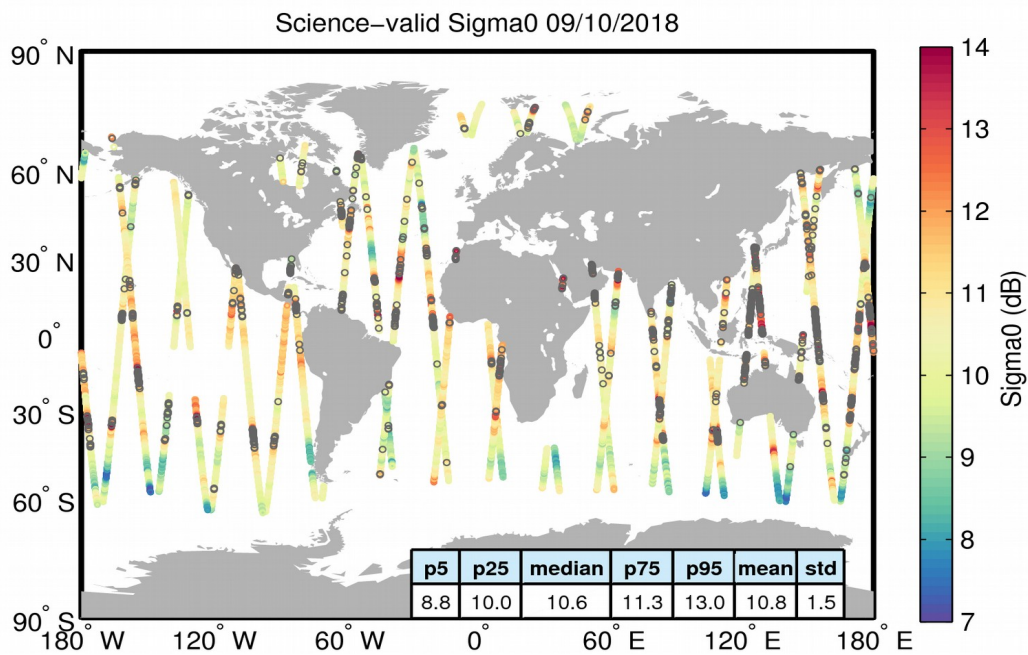 Science−valid Sigma0 09/10/2018
90° N
60° N
30° N
0°
30° S
60° S
90° S
180° W
120° W
60° W
0°
60° E
120° E
180° E
14
13
12
11
10
9
8
7
Sigma0 (dB)
p5 p25 median p75 p95 mean std
8.8 10.0 10.6 11.3 13.0 10.8 1.5